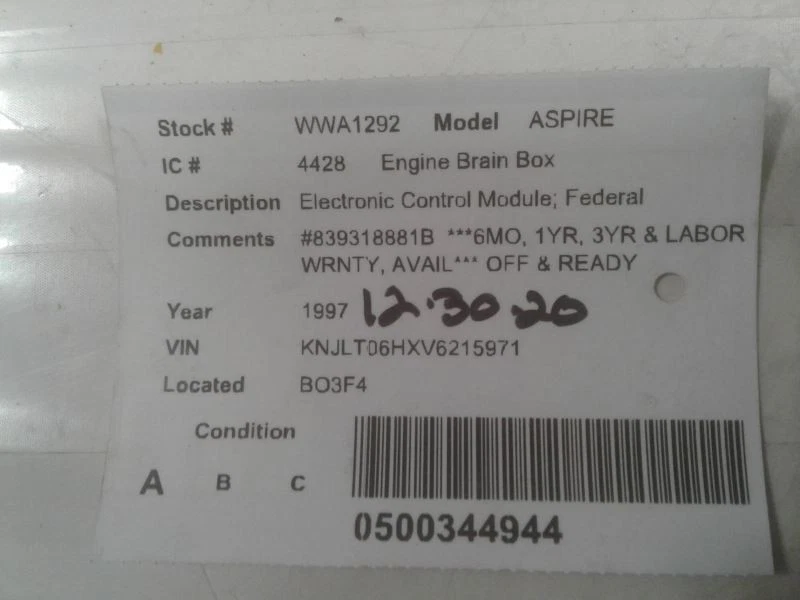 Stock # WWA1292 Model ASPIRE
IC # 4428 Engine Brain Box
Description Electronic Control Module; Federal
Comments #839318881B ***6MO, 1YR, 3YR & LABOR
WRNTY, AVAIL*** OFF & READY
Year 1997 12.30.20
VIN KNJLT06HXV6215971
Located BO3F4
Condition
A B C
0500344944